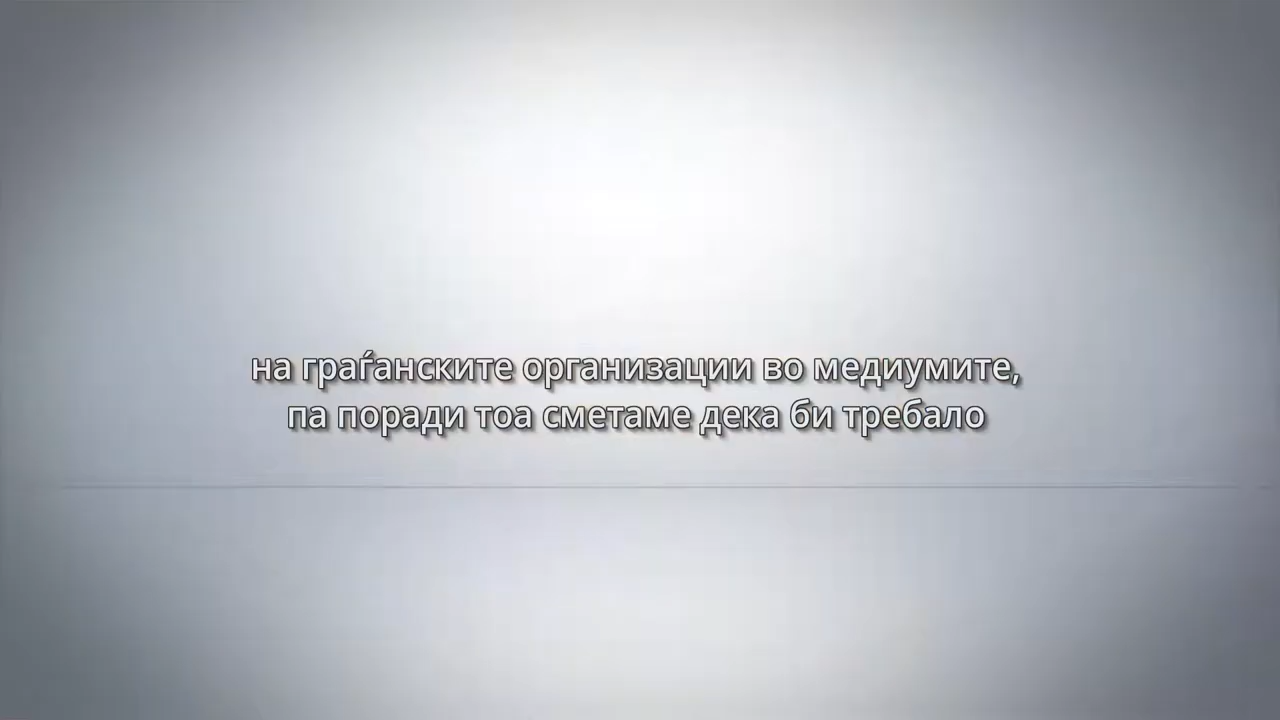 на граѓанските организации во медиумите,
па поради тоа сметаме дека би требало